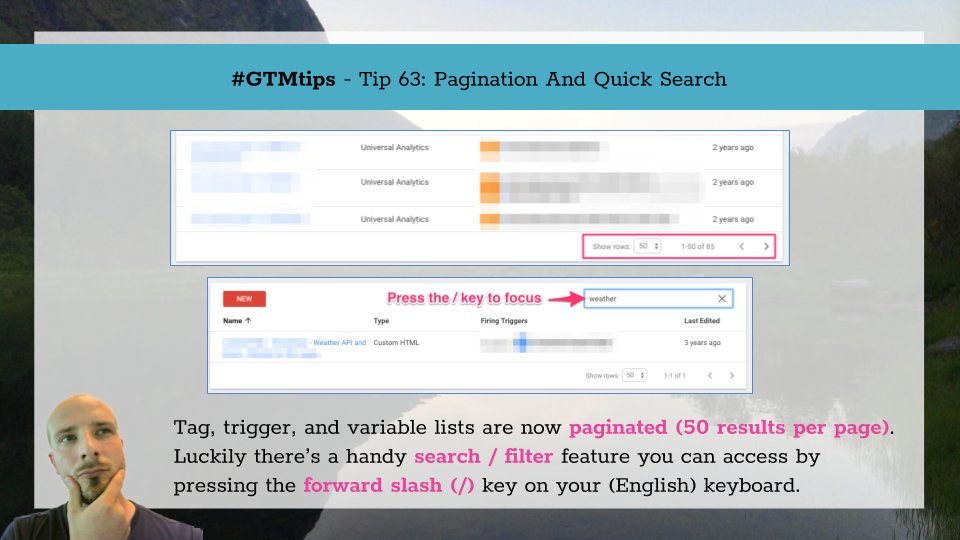 #GTMtips - Tip 63: Pagination And Quick Search
Universal Analytics 2 years ago
Universal Analytics 2 years ago
Universal Analytics 2 years ago
Show rows: 50 1-50 of 85
Press the / key to focus
NEW weather
Name Type Firing Triggers Last Edited
- Weather API and Custom HTML 3 years ago
Show rows: 50 1-1 of 1
Tag, trigger, and variable lists are now paginated (50 results per page).
Luckily there's a handy search / filter feature you can access by
pressing the forward slash (/) key on your (English) keyboard.